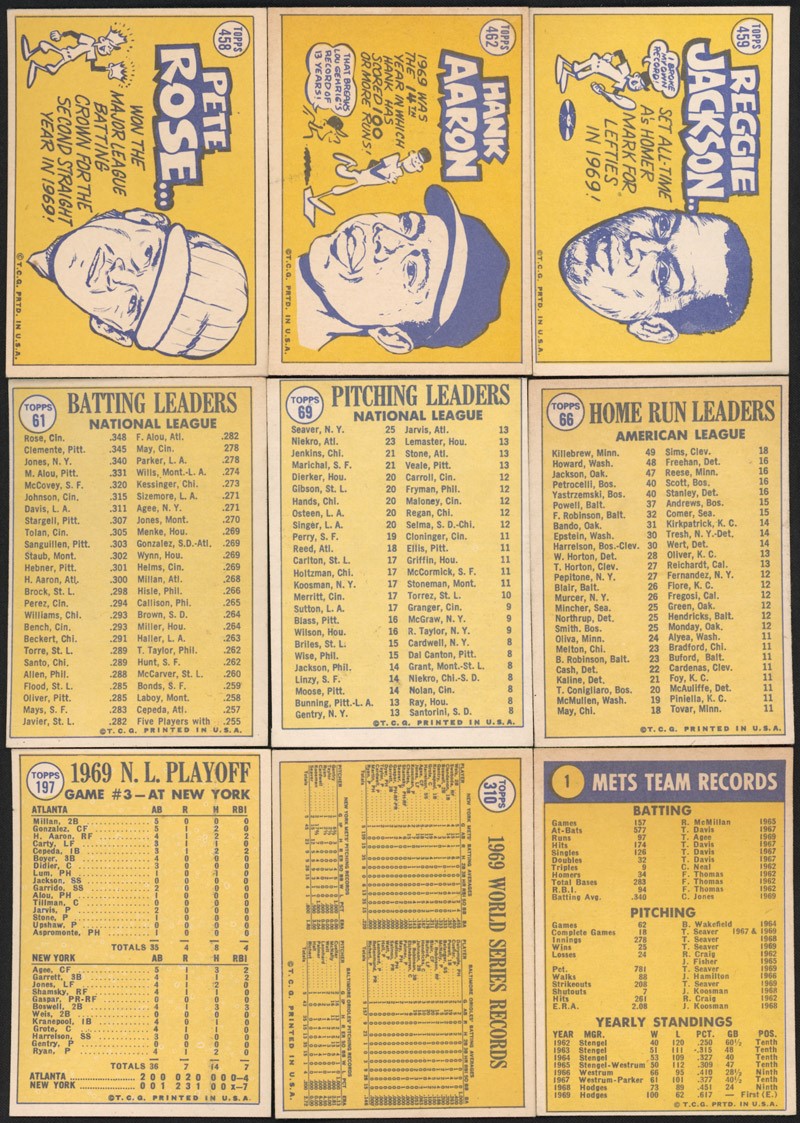 TOPPS
458
PETE
ROSE...
WON THE
MAJOR LEAGUE
BATTING
CROWN FOR THE
SECOND STRAIGHT
YEAR IN 1969!
©T.C.G. PRTD. IN U.S.A.
TOPPS
462
HANK
AARON
1969 WAS
THE 14TH
YEAR IN WHICH
HANK HAS
SCORED 100
OR MORE RUNS!
THAT BREAKS
LOU GEHRIG'S
RECORD OF
13 YEARS!
©T.C.G. PRTD. IN U.S.A.
TOPPS
459
REGGIE
JACKSON..
I BROKE
MY OWN
RECORD!
SET ALL-TIME
A's HOMER
MARK FOR
LEFTIES
IN 1969!
©T.C.G. PRTD. IN U.S.A.
TOPPS
61
BATTING LEADERS
NATIONAL LEAGUE
Rose, Cin. .348 F. Alou, Atl. .282
Clemente, Pitt. .345 May, Cin. .278
Jones, N. Y. .340 Parker, L. A. .278
M. Alou, Pitt. .331 Wills, Mont.-L. A. .274
McCovey, S. F. .320 Kessinger, Chi. .273
Johnson, Cin. .315 Sizemore, L. A. .271
Davis, L. A. .311 Agee, N. Y. .271
Stargell, Pitt. .307 Jones, Mont. .270
Tolan, Cin. .305 Menke, Hou. .269
Sanguillen, Pitt. .303 Gonzalez, S.D.-Atl. .269
Staub, Mont. .302 Wynn, Hou. .269
Hebner, Pitt. .301 Helms, Cin. .269
H. Aaron, Atl. .300 Millan, Atl. .268
Brock, St. L. .298 Hisle, Phil. .266
Perez, Cin. .294 Callison, Phil. .265
Williams, Chi. .293 Brown, S. D. .264
Bench, Cin. .293 Miller, Hou. .264
Beckert, Chi. .291 Haller, L. A. .263
Torre, St. L. .289 T. Taylor, Phil. .262
Santo, Chi. .289 Hunt, S. F. .262
Allen, Phil. .288 McCarver, St. L. .260
Flood, St. L. .285 Bonds, S. F. .259
Oliver, Pitt. .285 Laboy, Mont. .258
Mays, S. F. .283 Cepeda, Atl. .257
Javier, St. L. .282 Five Players with .255
©T. C. G. PRINTED IN U. S. A.
TOPPS
69
PITCHING LEADERS
NATIONAL LEAGUE
Seaver, N. Y. 25 Jarvis, Atl. 13
Niekro, Atl. 23 Lemaster, Hou. 13
Jenkins, Chi. 21 Stone, Atl. 13
Marichal, S. F. 21 Veale, Pitt. 13
Dierker, Hou. 20 Carroll, Cin. 12
Gibson, St. L. 20 Fryman, Phil. 12
Hands, Chi. 20 Maloney, Cin. 12
Osteen, L. A. 20 Regan, Chi. 12
Singer, L. A. 20 Selma, S. D.-Chi. 12
Perry, S. F. 19 Cloninger, Cin. 11
Reed, Atl. 18 Ellis, Pitt. 11
Carlton, St. L. 17 Griffin, Hou. 11
Holtzman, Chi. 17 McCormick, S. F. 11
Koosman, N. Y. 17 Stoneman, Mont. 11
Merritt, Cin. 17 Torrez, St. L. 10
Sutton, L. A. 17 Granger, Cin. 9
Blass, Pitt. 16 McGraw, N. Y. 9
Wilson, Hou. 16 R. Taylor, N. Y. 9
Briles, St. L. 15 Cardwell, N. Y. 8
Wise, Phil. 15 Dal Canton, Pitt. 8
Jackson, Phil. 14 Grant, Mont.-St. L. 8
Linzy, S. F. 14 Niekro, Chi.-S. D. 8
Moose, Pitt. 14 Nolan, Cin. 8
Bunning, Pitt.-L. A. 13 Ray, Hou. 8
Gentry, N. Y. 13 Santorini, S. D. 8
©T. C. G. PRINTED IN U. S. A.
TOPPS
66
HOME RUN LEADERS
AMERICAN LEAGUE
Killebrew, Minn. 49 Sims, Clev. 18
Howard, Wash. 48 Freehan, Det. 16
Jackson, Oak. 47 Reese, Minn. 16
Petrocelli, Bos. 40 Scott, Bos. 16
Yastrzemski, Bos. 40 Stanley, Det. 16
Powell, Balt. 37 Andrews, Bos. 15
F. Robinson, Balt. 32 Comer, Sea. 15
Bando, Oak. 31 Kirkpatrick, K. C. 14
Epstein, Wash. 30 Tresh, N. Y.-Det. 14
Harrelson, Bos.-Clev. 30 Wert, Det. 14
W. Horton, Det. 28 Oliver, K. C. 13
T. Horton, Clev. 27 Reichardt, Cal. 13
Pepitone, N. Y. 27 Fernandez, N. Y. 12
Blair, Balt. 26 Fiore, K. C. 12
Murcer, N. Y. 26 Fregosi, Cal. 12
Mincher, Sea. 25 Green, Oak. 12
Northrup, Det. 25 Hendricks, Balt. 12
Smith. Bos. 25 Monday, Oak. 12
Oliva, Minn. 24 Alyea, Wash. 11
Melton, Chi. 23 Bradford, Chi. 11
B. Robinson, Balt. 23 Buford, Balt. 11
Cash, Det. 22 Cardenas, Clev. 11
Kaline, Det. 21 Foy, K. C. 11
T. Conigliaro, Bos. 20 McAuliffe, Det. 11
McMullen, Wash. 19 Piniella, K. C. 11
May, Chi. 18 Tovar, Minn. 11
©T. C. G. PRINTED IN U. S. A.
TOPPS
197
1969 N. L. PLAYOFF
GAME #3—AT NEW YORK
ATLANTA AB R H RBI
Millan, 2B 5 0 0 0
Gonzalez, CF 5 1 2 0
H. Aaron, RF 4 1 2 2
Carty, LF 3 1 1 0
Cepeda, 1B 3 1 2 2
Boyer, 3B 4 0 0 0
Didier, C 3 0 0 0
Lum, PH 1 0 1 0
Jackson, SS 0 0 0 0
Garrido, SS 2 0 0 0
Alou, PH 1 0 0 0
Tillman, C 0 0 0 0
Jarvis, P 2 0 0 0
Stone, P 1 0 0 0
Upshaw, P 0 0 0 0
Aspromonte, PH 1 0 0 0
TOTALS 35 4 8 4
NEW YORK AB R H RBI
Agee, CF 5 1 3 2
Garrett, 3B 4 1 1 2
Jones, LF 4 1 2 0
Shamsky, RF 4 1 1 0
Gaspar, PR-RF 0 0 0 0
Boswell, 2B 4 1 3 3
Weis, 2B 0 0 0 0
Kranepool, 1B 4 0 1 0
Grote, C 4 1 1 0
Harrelson, SS 3 0 0 0
Gentry, P 0 0 0 0
Ryan, P 4 1 2 0
TOTALS 36 7 14 7
ATLANTA 200 020 000—4
NEW YORK 001 231 00x—7
©T. C. G. PRINTED IN U. S. A.
TOPPS
310
1969 WORLD SERIES RECORDS
NEW YORK METS' BATTING AVERAGES
NEW YORK METS' PITCHING RECORDS
BALTIMORE ORIOLES' BATTING AVERAGES
BALTIMORE ORIOLES' PITCHING RECORDS
©T. C. G. PRINTED IN U. S. A.
1
METS TEAM RECORDS
BATTING
Games 157 R. McMillan 1965
At-Bats 577 T. Davis 1967
Runs 97 T. Agee 1969
Hits 174 T. Davis 1967
Singles 126 T. Davis 1967
Doubles 32 T. Davis 1967
Triples 9 C. Neal 1962
Homers 34 F. Thomas 1962
Total Bases 283 F. Thomas 1962
R.B.I. 94 F. Thomas 1962
Batting Avg. .340 C. Jones 1969
PITCHING
Games 62 B. Wakefield 1964
Complete Games 18 T. Seaver 1967 & 1969
Innings 278 T. Seaver 1968
Wins 25 T. Seaver 1969
Losses 24 R. Craig 1962
J. Fisher 1965
Pct. .781 T. Seaver 1969
Walks 88 J. Hamilton 1966
Strikeouts 208 T. Seaver 1969
Shutouts 7 J. Koosman 1968
Hits 261 R. Craig 1962
E.R.A. 2.08 J. Koosman 1968
YEARLY STANDINGS
YEAR MGR. W L PCT. GB POS.
1962 Stengel 40 120 .250 60½ Tenth
1963 Stengel 51 111 .315 48 Tenth
1964 Stengel 53 109 .327 40 Tenth
1965 Stengel-Westrum 50 112 .309 47 Tenth
1966 Westrum 66 95 .410 28½ Ninth
1967 Westrum-Parker 61 101 .377 40½ Tenth
1968 Hodges 73 89 .451 24 Ninth
1969 Hodges 100 62 .617 — First (E.)
©T.C.G. PRTD. IN U.S.A.